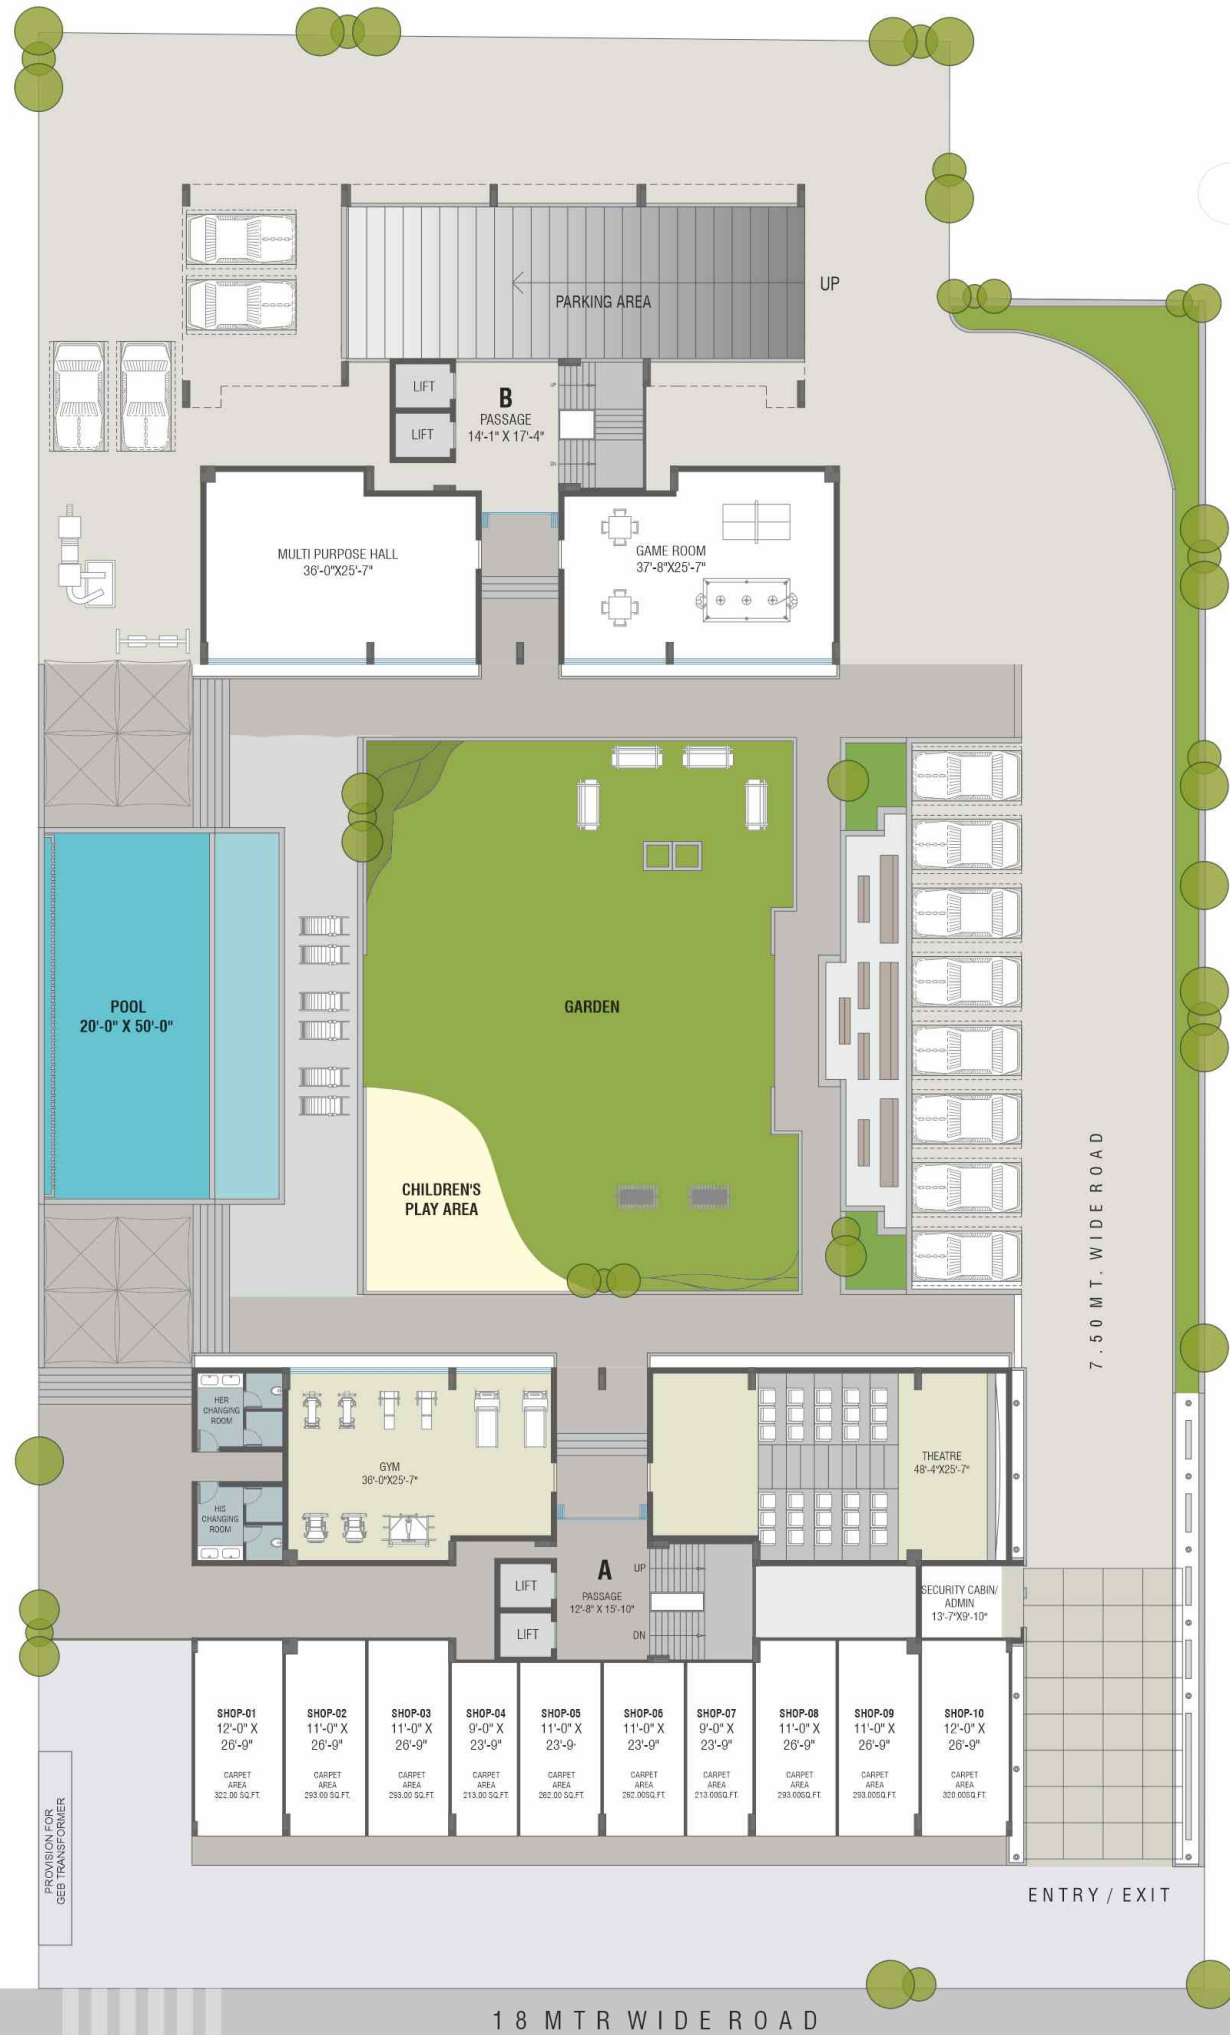 UP
PARKING AREA
LIFT
LIFT
B
PASSAGE
14'-1" X 17'-4"
UP
DN
MULTI PURPOSE HALL
36'-0"X25'-7"
GAME ROOM
37'-8"X25'-7"
POOL
20'-0" X 50'-0"
GARDEN
CHILDREN'S
PLAY AREA
7.50 MT. WIDE ROAD
HER
CHANGING
ROOM
GYM
36'-0"X25'-7"
THEATRE
48'-4"X25'-7"
HIS
CHANGING
ROOM
LIFT
LIFT
A
PASSAGE
12'-8" X 15'-10"
UP
DN
SECURITY CABIN/
ADMIN
13'-7"X9'-10"
SHOP-01
12'-0" X
26'-9"
CARPET
AREA
322.00 SQ.FT.
SHOP-02
11'-0" X
26'-9"
CARPET
AREA
293.00 SQ.FT.
SHOP-03
11'-0" X
26'-9"
CARPET
AREA
293.00 SQ.FT.
SHOP-04
9'-0" X
23'-9"
CARPET
AREA
213.00 SQ.FT.
SHOP-05
11'-0" X
23'-9"
CARPET
AREA
262.00 SQ.FT.
SHOP-06
11'-0" X
23'-9"
CARPET
AREA
262.00SQ.FT.
SHOP-07
9'-0" X
23'-9"
CARPET
AREA
213.00SQ.FT.
SHOP-08
11'-0" X
26'-9"
CARPET
AREA
293.00SQ.FT.
SHOP-09
11'-0" X
26'-9"
CARPET
AREA
293.00SQ.FT.
SHOP-10
12'-0" X
26'-9"
CARPET
AREA
320.00SQ.FT.
PROVISION FOR
GEB TRANSFORMER
ENTRY / EXIT
18 MTR WIDE ROAD